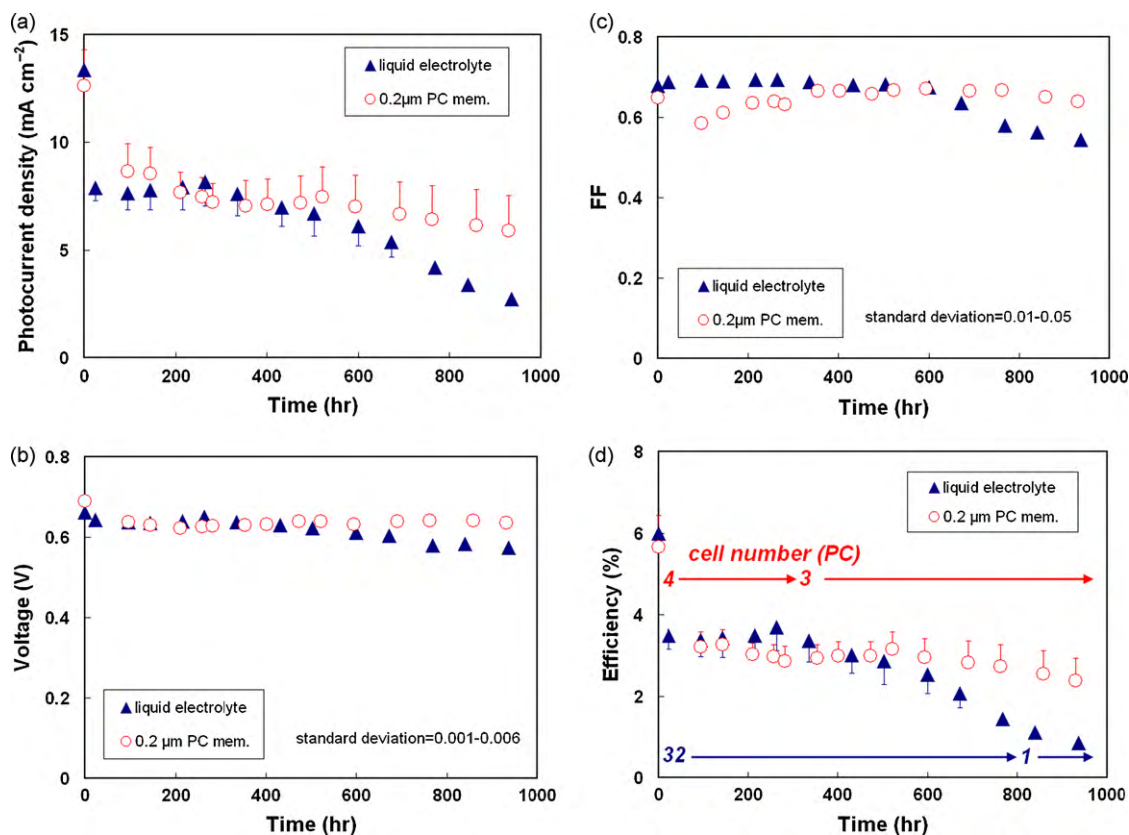 (a)
15
10
5
0
Photocurrent density (mA cm⁻²)
liquid electrolyte
0.2µm PC mem.
0 200 400 600 800 1000
Time (hr)
(b)
0.8
0.6
0.4
0.2
0
Voltage (V)
liquid electrolyte
0.2 µm PC mem.
standard deviation=0.001-0.006
0 200 400 600 800 1000
Time (hr)
(c)
0.8
0.6
0.4
0.2
0
FF
liquid electrolyte
0.2µm PC mem.
standard deviation=0.01-0.05
0 200 400 600 800 1000
Time (hr)
(d)
8
6
4
2
0
Efficiency (%)
liquid electrolyte
0.2 µm PC mem.
cell number (PC)
4 3
32 1
0 200 400 600 800 1000
Time (hr)